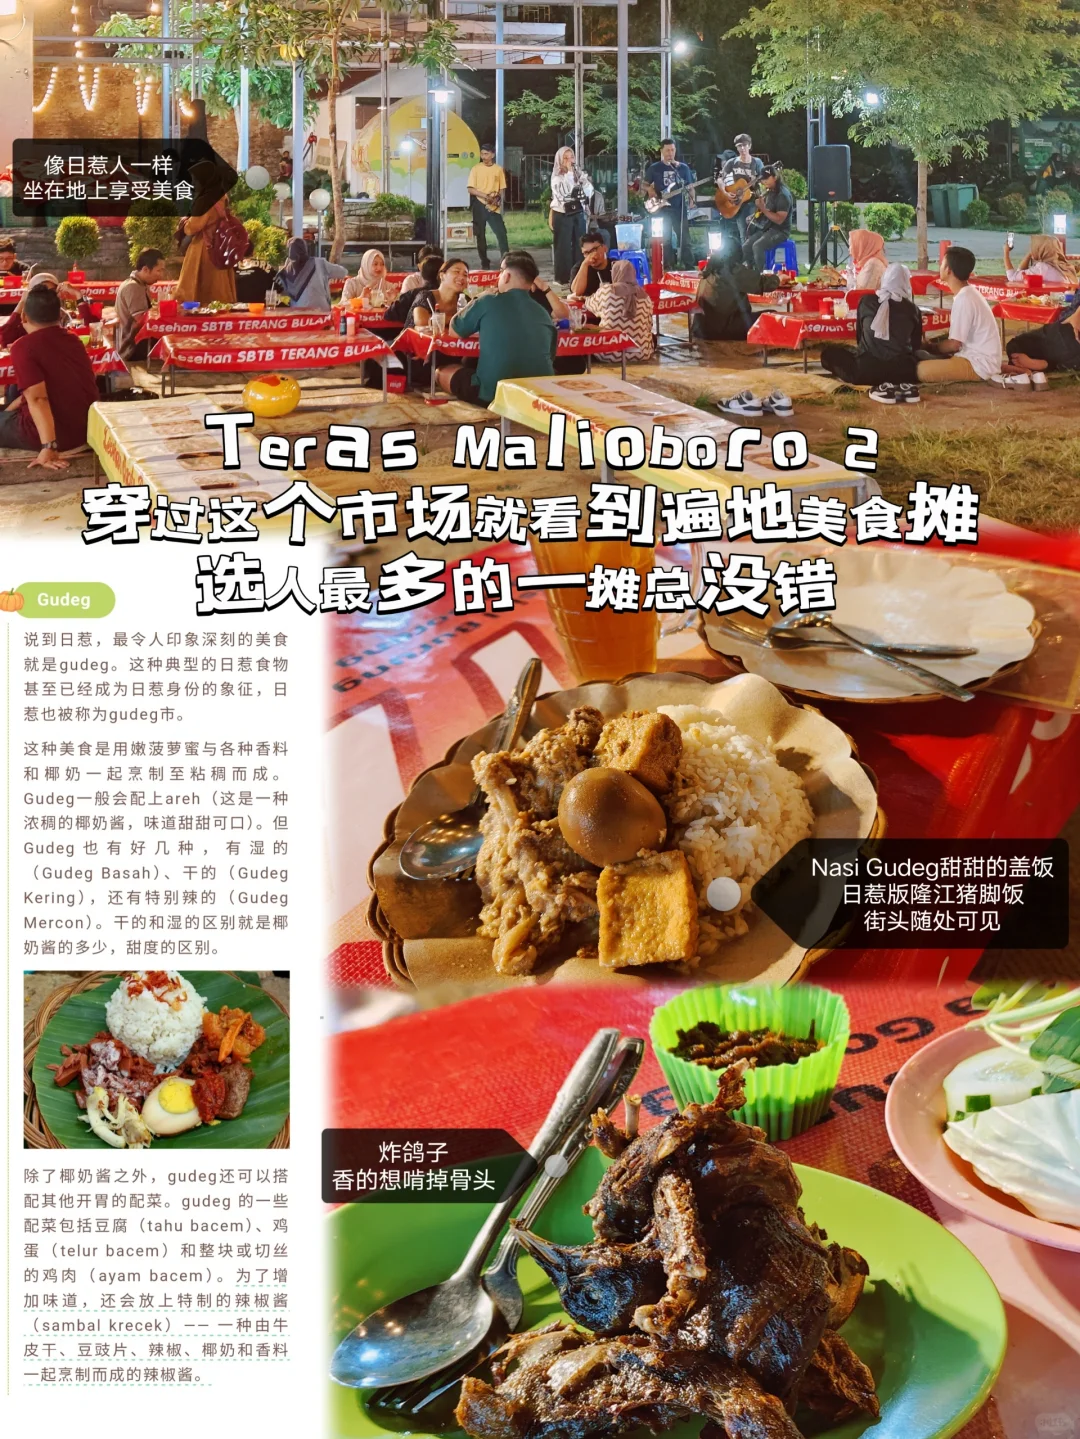 像日惹人一样
坐在地上享受美食
Lesehan SBTB TERANG BULAN
Lesehan SBTB TERANG BULAN
Teras Malioboro 2
穿过这个市场就看到遍地美食摊
选人最多的一摊总没错
Gudeg
说到日惹，最令人印象深刻的美食
就是gudeg。这种典型的日惹食物
甚至已经成为日惹身份的象征，日
惹也被称为gudeg市。
这种美食是用嫩菠萝蜜与各种香料
和椰奶一起烹制至粘稠而成。
Gudeg一般会配上areh（这是一种
浓稠的椰奶酱，味道甜甜可口）。但
Gudeg也有好几种，有湿的
（Gudeg Basah）、干的（Gudeg
Kering），还有特别辣的（Gudeg
Mercon）。干的和湿的区别就是椰
奶酱的多少，甜度的区别。
Nasi Gudeg甜甜的盖饭
日惹版隆江猪脚饭
街头随处可见
炸鸽子
香的想啃掉骨头
除了椰奶酱之外，gudeg还可以搭
配其他开胃的配菜。gudeg 的一些
配菜包括豆腐（tahu bacem）、鸡
蛋（telur bacem）和整块或切丝
的鸡肉（ayam bacem）。为了增
加味道，还会放上特制的辣椒酱
（sambal krecek）—— 一种由牛
皮干、豆豉片、辣椒、椰奶和香料
一起烹制而成的辣椒酱。